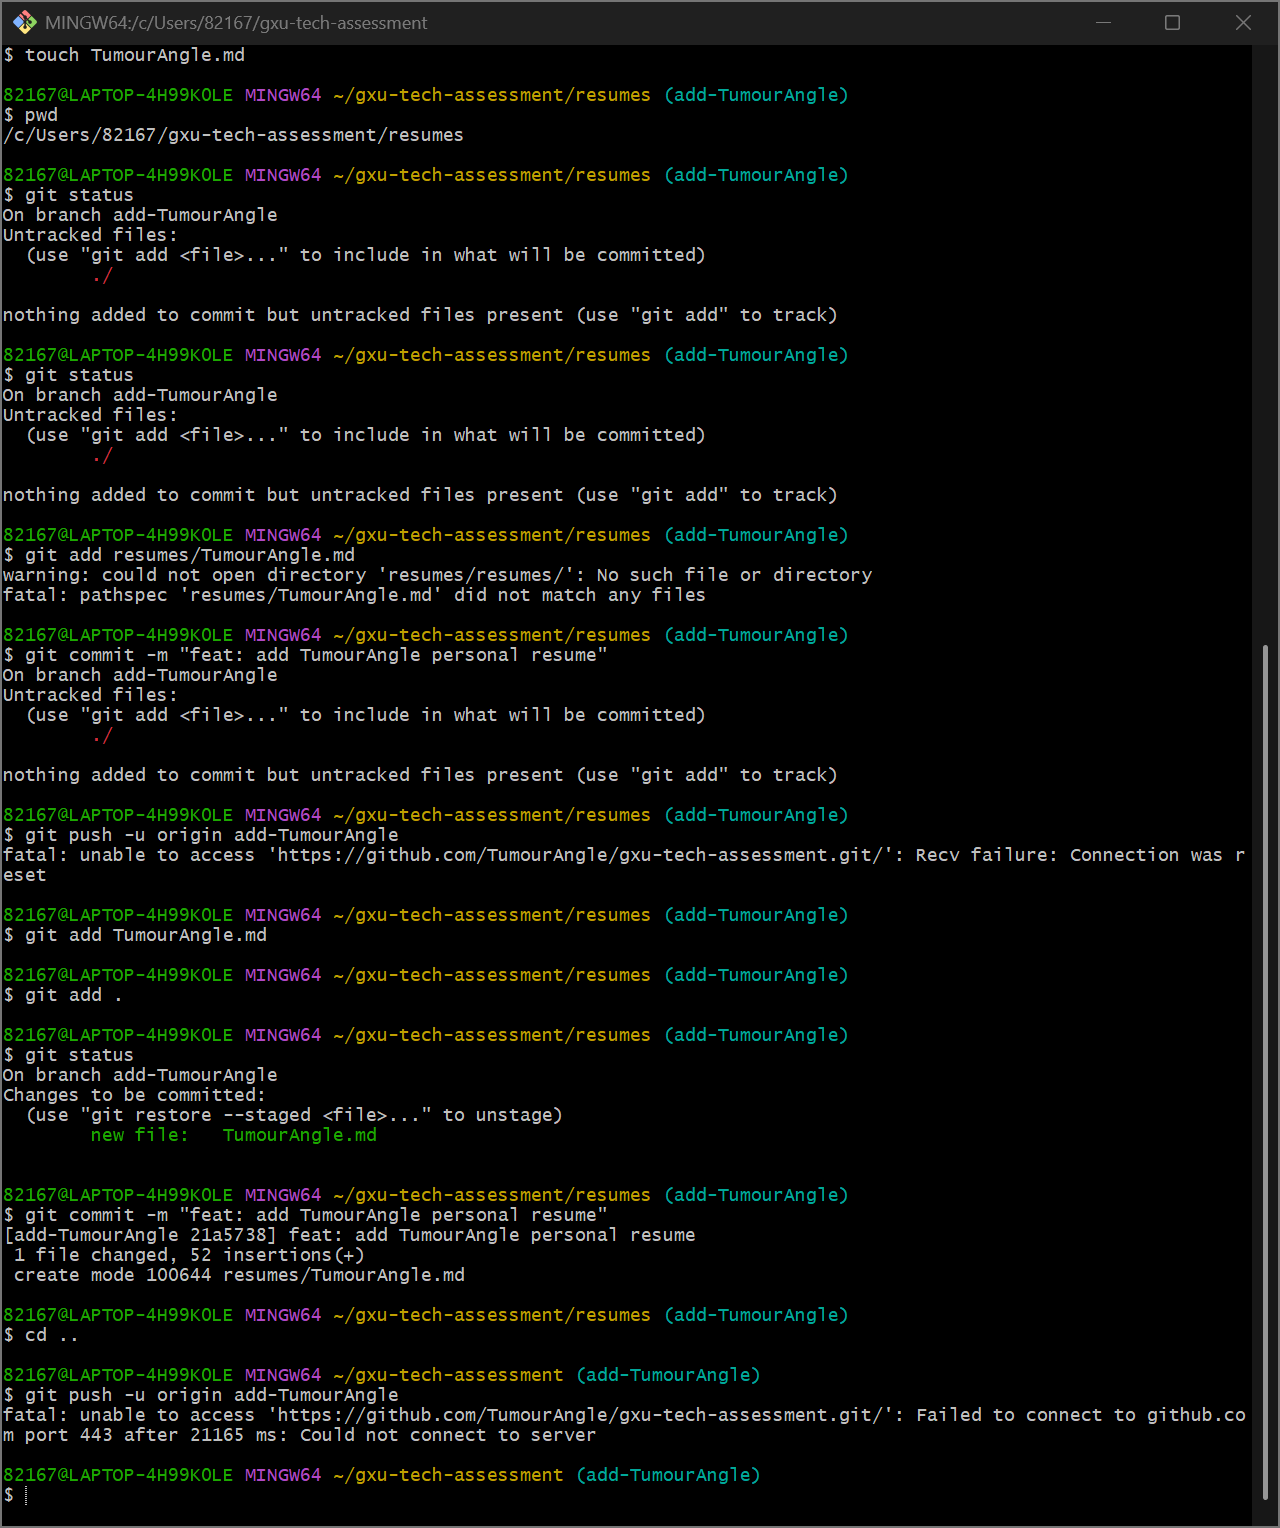 MINGW64:/c/Users/82167/gxu-tech-assessment
$ touch TumourAngle.md
82167@LAPTOP-4H99KOLE MINGW64 ~/gxu-tech-assessment/resumes (add-TumourAngle)
$ pwd
/c/Users/82167/gxu-tech-assessment/resumes
82167@LAPTOP-4H99KOLE MINGW64 ~/gxu-tech-assessment/resumes (add-TumourAngle)
$ git status
On branch add-TumourAngle
Untracked files:
  (use "git add <file>..." to include in what will be committed)
        ./
nothing added to commit but untracked files present (use "git add" to track)
82167@LAPTOP-4H99KOLE MINGW64 ~/gxu-tech-assessment/resumes (add-TumourAngle)
$ git status
On branch add-TumourAngle
Untracked files:
  (use "git add <file>..." to include in what will be committed)
        ./
nothing added to commit but untracked files present (use "git add" to track)
82167@LAPTOP-4H99KOLE MINGW64 ~/gxu-tech-assessment/resumes (add-TumourAngle)
$ git add resumes/TumourAngle.md
warning: could not open directory 'resumes/resumes/': No such file or directory
fatal: pathspec 'resumes/TumourAngle.md' did not match any files
82167@LAPTOP-4H99KOLE MINGW64 ~/gxu-tech-assessment/resumes (add-TumourAngle)
$ git commit -m "feat: add TumourAngle personal resume"
On branch add-TumourAngle
Untracked files:
  (use "git add <file>..." to include in what will be committed)
        ./
nothing added to commit but untracked files present (use "git add" to track)
82167@LAPTOP-4H99KOLE MINGW64 ~/gxu-tech-assessment/resumes (add-TumourAngle)
$ git push -u origin add-TumourAngle
fatal: unable to access 'https://github.com/TumourAngle/gxu-tech-assessment.git/': Recv failure: Connection was r
eset
82167@LAPTOP-4H99KOLE MINGW64 ~/gxu-tech-assessment/resumes (add-TumourAngle)
$ git add TumourAngle.md
82167@LAPTOP-4H99KOLE MINGW64 ~/gxu-tech-assessment/resumes (add-TumourAngle)
$ git add .
82167@LAPTOP-4H99KOLE MINGW64 ~/gxu-tech-assessment/resumes (add-TumourAngle)
$ git status
On branch add-TumourAngle
Changes to be committed:
  (use "git restore --staged <file>..." to unstage)
        new file:   TumourAngle.md
82167@LAPTOP-4H99KOLE MINGW64 ~/gxu-tech-assessment/resumes (add-TumourAngle)
$ git commit -m "feat: add TumourAngle personal resume"
[add-TumourAngle 21a5738] feat: add TumourAngle personal resume
 1 file changed, 52 insertions(+)
 create mode 100644 resumes/TumourAngle.md
82167@LAPTOP-4H99KOLE MINGW64 ~/gxu-tech-assessment/resumes (add-TumourAngle)
$ cd ..
82167@LAPTOP-4H99KOLE MINGW64 ~/gxu-tech-assessment (add-TumourAngle)
$ git push -u origin add-TumourAngle
fatal: unable to access 'https://github.com/TumourAngle/gxu-tech-assessment.git/': Failed to connect to github.co
m port 443 after 21165 ms: Could not connect to server
82167@LAPTOP-4H99KOLE MINGW64 ~/gxu-tech-assessment (add-TumourAngle)
$